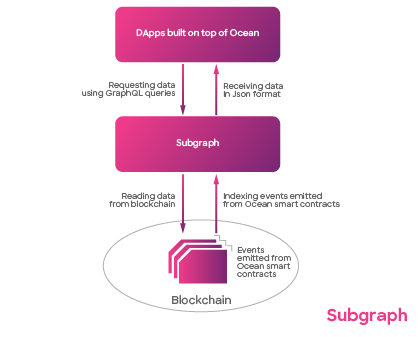 DApps built on top of Ocean
Requesting data
using GraphQL queries
Receiving data
in Json format
Subgraph
Reading data
from blockchain
Indexing events emitted
from Ocean smart contracts
Events
emitted from
Ocean smart
contracts
Blockchain
Subgraph